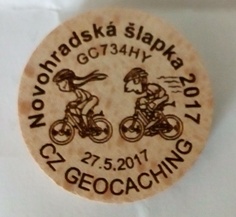 Novohradská šlapka 2017
GC734HY
27.5.2017
CZ GEOCACHING